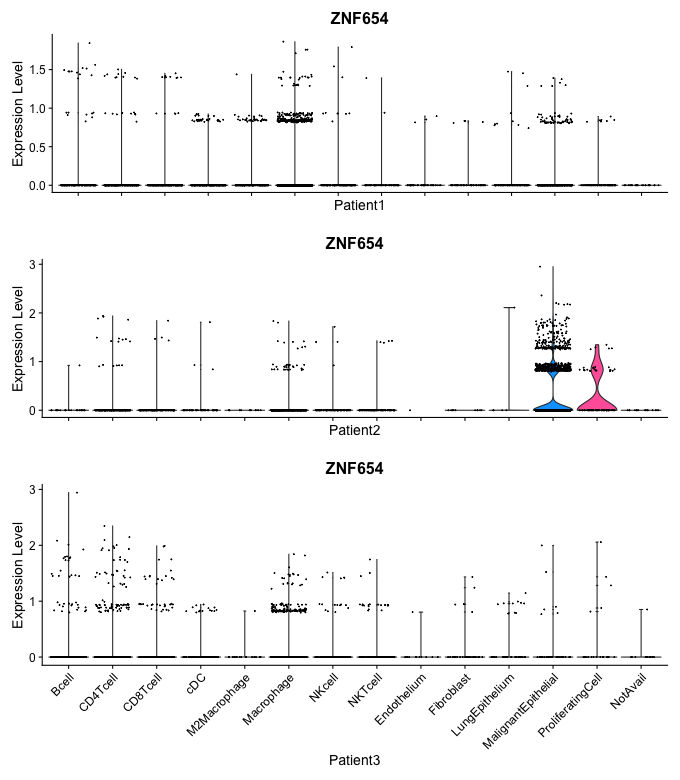 ZNF654
Expression Level
1.5
1.0
0.5
0.0
Patient1
ZNF654
Expression Level
3
2
1
0
Patient2
ZNF654
Expression Level
3
2
1
0
Bcell
CD4Tcell
CD8Tcell
cDC
M2Macrophage
Macrophage
NKcell
NKTcell
Endothelium
Fibroblast
LungEpithelium
MalignantEpithelial
ProliferatingCell
NotAvail
Patient3